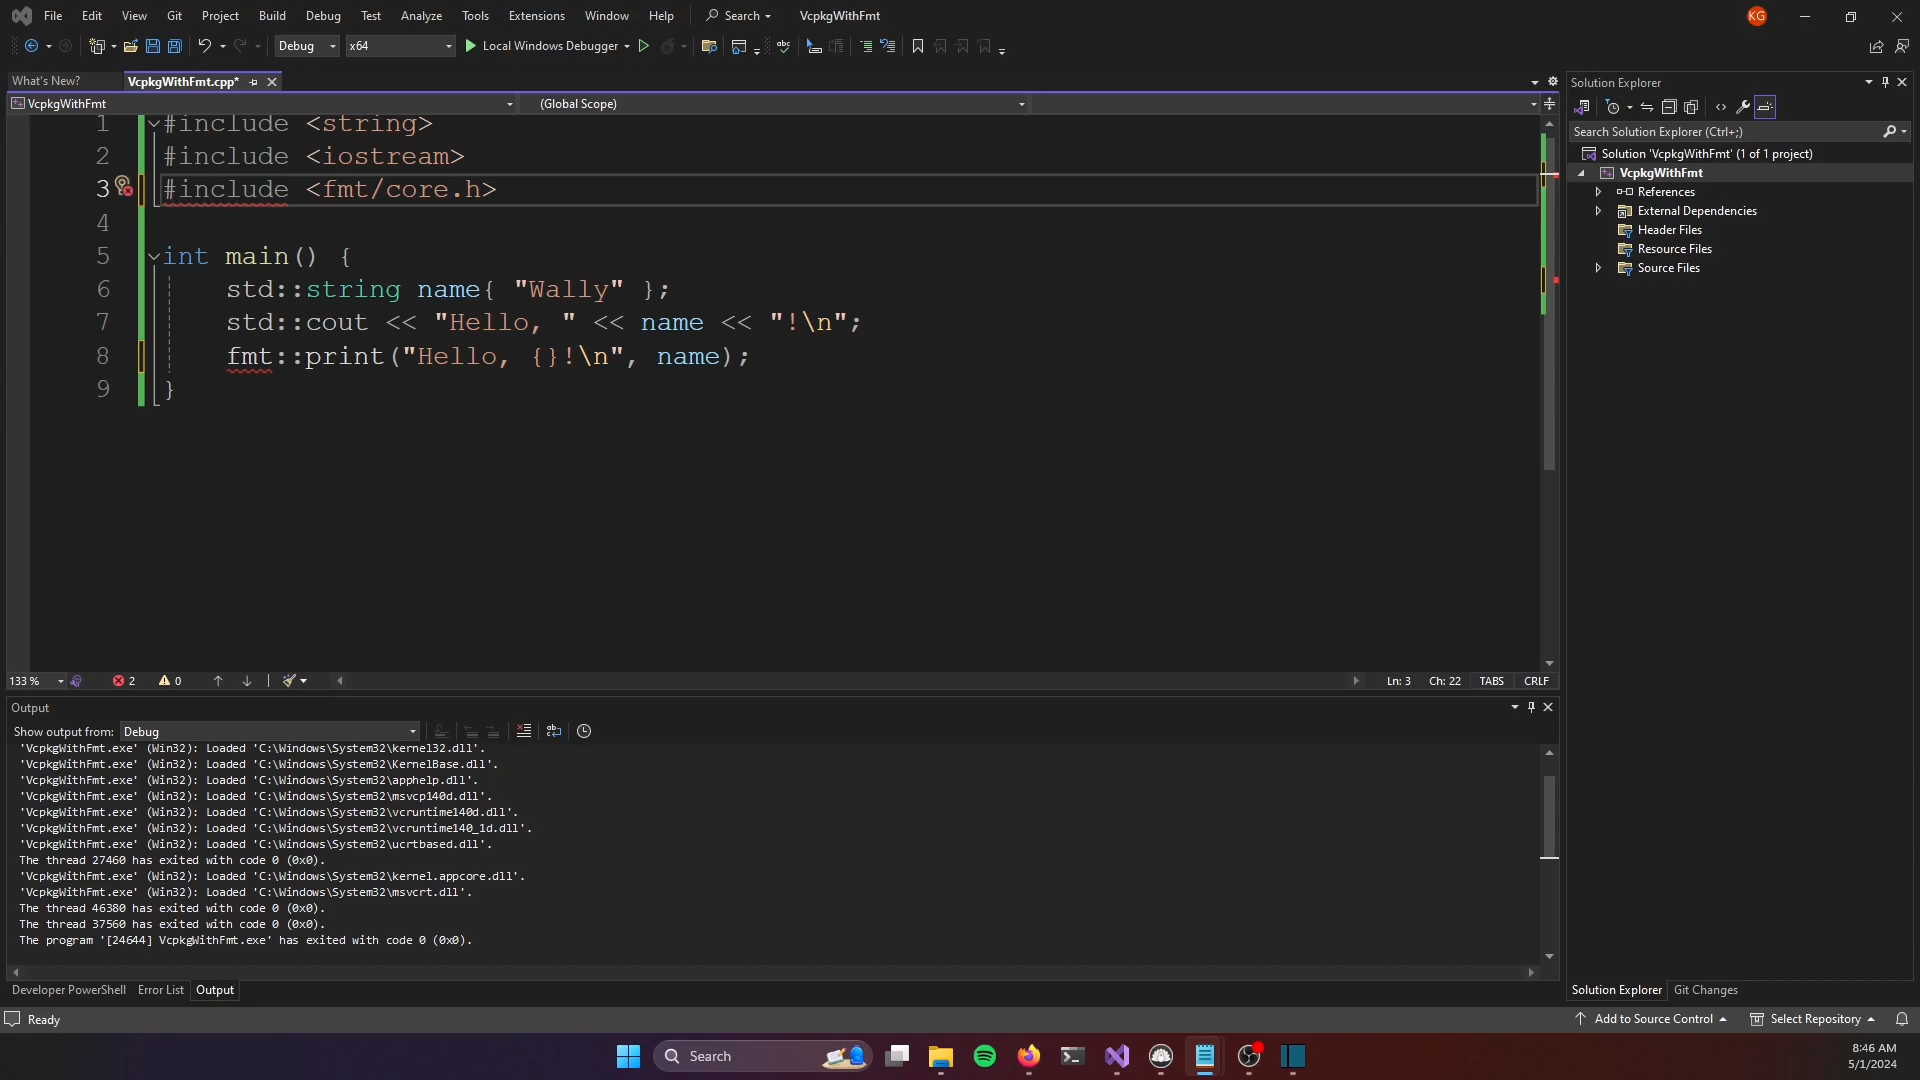 File Edit View Git Project Build Debug Test Analyze Tools Extensions Window Help Search VcpkgWithFmt KG
Debug x64 Local Windows Debugger
What's New? VcpkgWithFmt.cpp*
VcpkgWithFmt (Global Scope)
1 #include <string>
2 #include <iostream>
3 #include <fmt/core.h>
4
5 int main() {
6 std::string name{ "Wally" };
7 std::cout << "Hello, " << name << "!\n";
8 fmt::print("Hello, {}!\n", name);
9 }
133 % 2 0 Ln: 3 Ch: 22 TABS CRLF
Output
Show output from: Debug
'VcpkgWithFmt.exe' (Win32): Loaded 'C:\Windows\System32\kernel32.dll'.
'VcpkgWithFmt.exe' (Win32): Loaded 'C:\Windows\System32\KernelBase.dll'.
'VcpkgWithFmt.exe' (Win32): Loaded 'C:\Windows\System32\apphelp.dll'.
'VcpkgWithFmt.exe' (Win32): Loaded 'C:\Windows\System32\msvcp140d.dll'.
'VcpkgWithFmt.exe' (Win32): Loaded 'C:\Windows\System32\vcruntime140d.dll'.
'VcpkgWithFmt.exe' (Win32): Loaded 'C:\Windows\System32\vcruntime140_1d.dll'.
'VcpkgWithFmt.exe' (Win32): Loaded 'C:\Windows\System32\ucrtbased.dll'.
The thread 27460 has exited with code 0 (0x0).
'VcpkgWithFmt.exe' (Win32): Loaded 'C:\Windows\System32\kernel.appcore.dll'.
'VcpkgWithFmt.exe' (Win32): Loaded 'C:\Windows\System32\msvcrt.dll'.
The thread 46380 has exited with code 0 (0x0).
The thread 37560 has exited with code 0 (0x0).
The program '[24644] VcpkgWithFmt.exe' has exited with code 0 (0x0).
Developer PowerShell Error List Output
Solution Explorer
Search Solution Explorer (Ctrl+;)
Solution 'VcpkgWithFmt' (1 of 1 project)
VcpkgWithFmt
References
External Dependencies
Header Files
Resource Files
Source Files
Solution Explorer Git Changes
Ready Add to Source Control Select Repository
Search
8:46 AM
5/1/2024